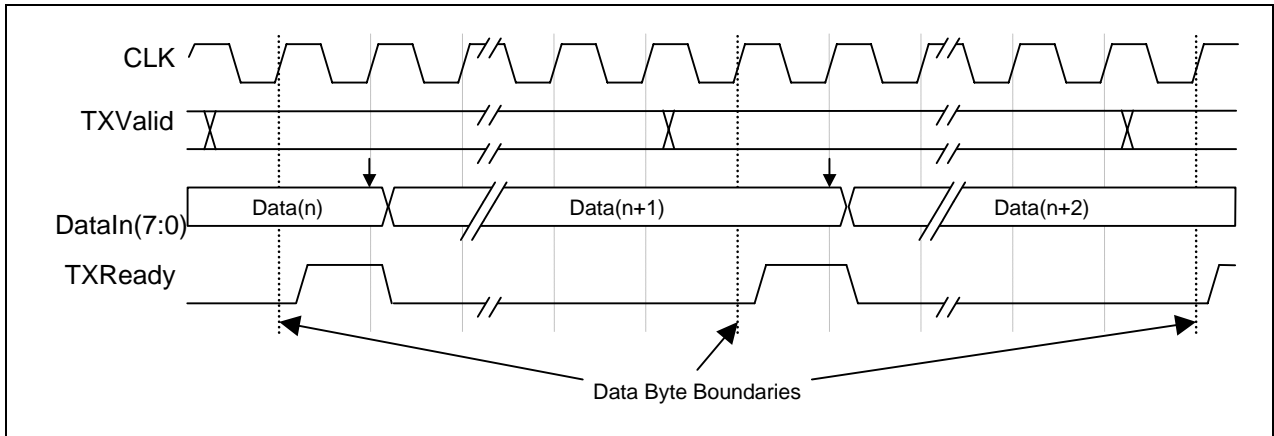 CLK
TXValid
Data(n) Data(n+1) Data(n+2)
DataIn(7:0)
TXReady
Data Byte Boundaries